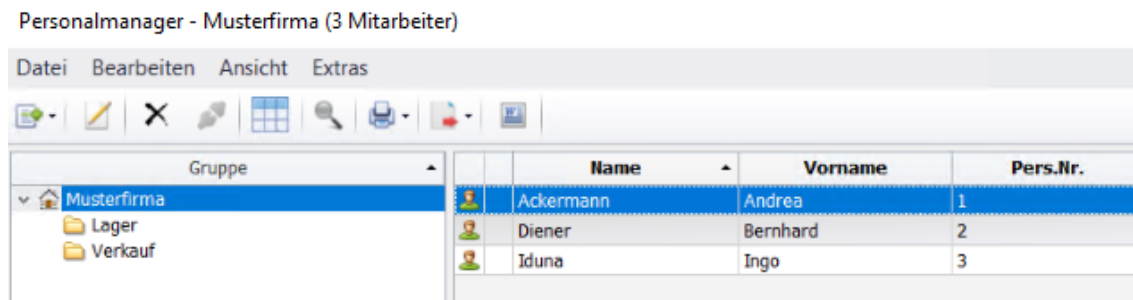 Personalmanager - Musterfirma (3 Mitarbeiter)
Datei Bearbeiten Ansicht Extras
Gruppe
Musterfirma
Lager
Verkauf
Name Vorname Pers.Nr.
Ackermann Andrea 1
Diener Bernhard 2
Iduna Ingo 3